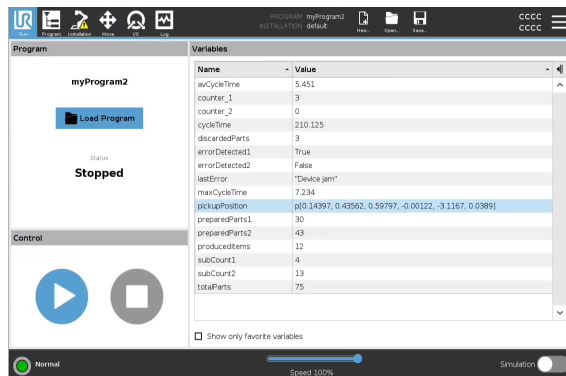 UR
PROGRAM myProgram2
INSTALLATION default
CCCC
CCCC
Run Program Installation Move I/O Log New... Open... Save...
Program
Variables
myProgram2
Load Program
Status
Stopped
Control
Name Value
avCycleTime 5.451
counter_1 3
counter_2 0
cycleTime 210.125
discardedParts 3
errorDetected1 True
errorDetected2 False
lastError "Device jam"
maxCycleTime 7.234
pickupPosition p[0.14397, 0.43562, 0.59797, -0.00122, -3.1167, 0.0389]
preparedParts1 30
preparedParts2 43
producedItems 12
subCount1 4
subCount2 13
totalParts 75
Show only favorite variables
Normal
Speed 100%
Simulation